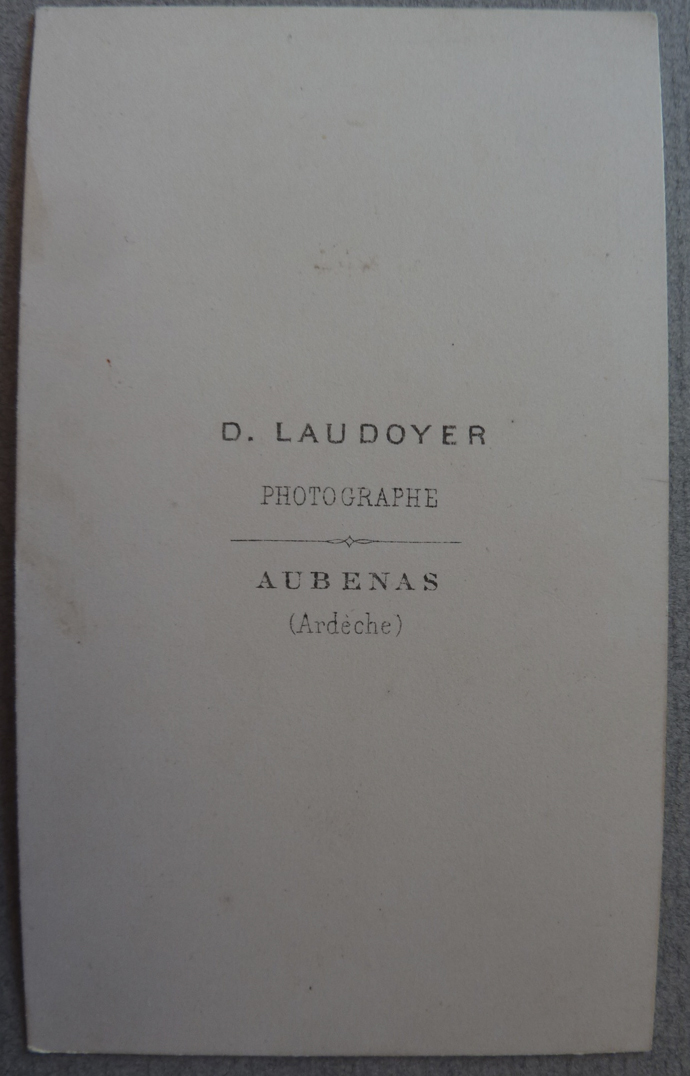 D. LAUDOYER
PHOTOGRAPHE
AUBENAS
(Ardèche)